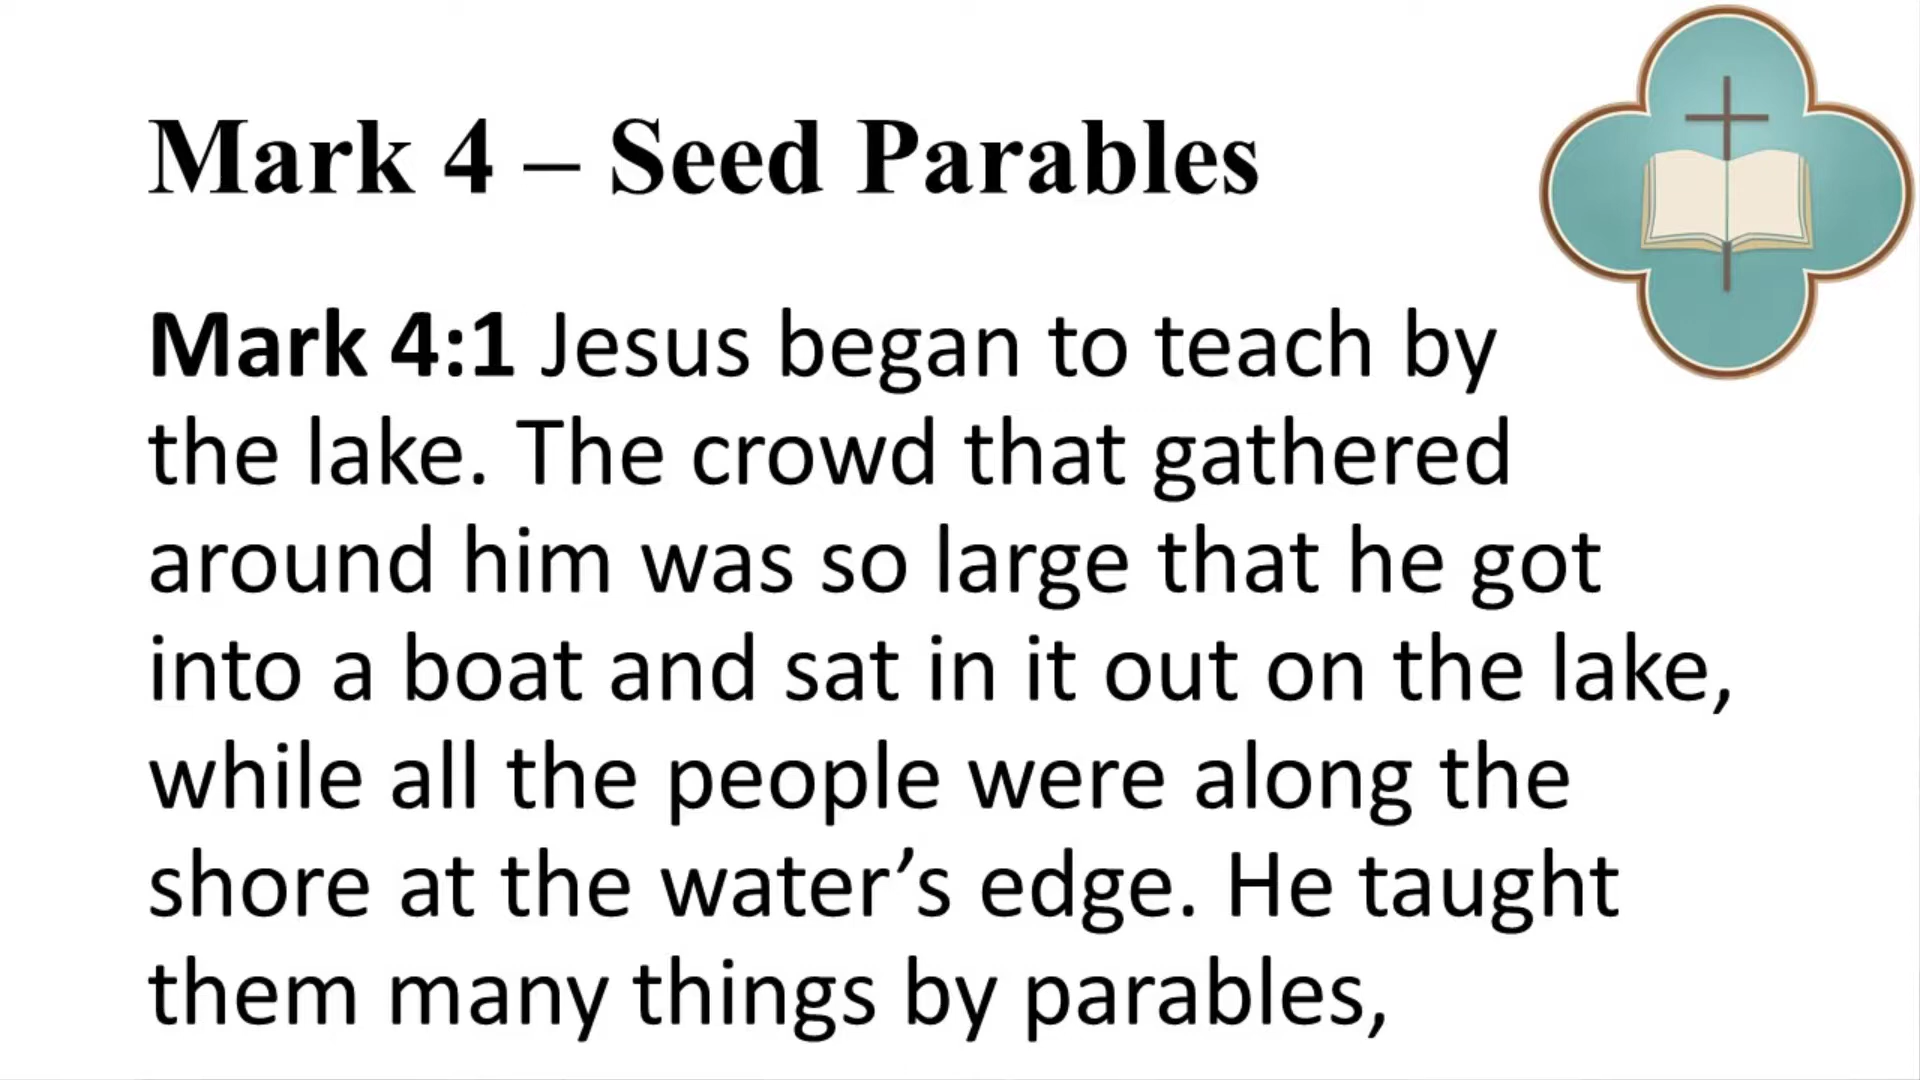 Mark 4 – Seed Parables
Mark 4:1 Jesus began to teach by
the lake. The crowd that gathered
around him was so large that he got
into a boat and sat in it out on the lake,
while all the people were along the
shore at the water’s edge. He taught
them many things by parables,